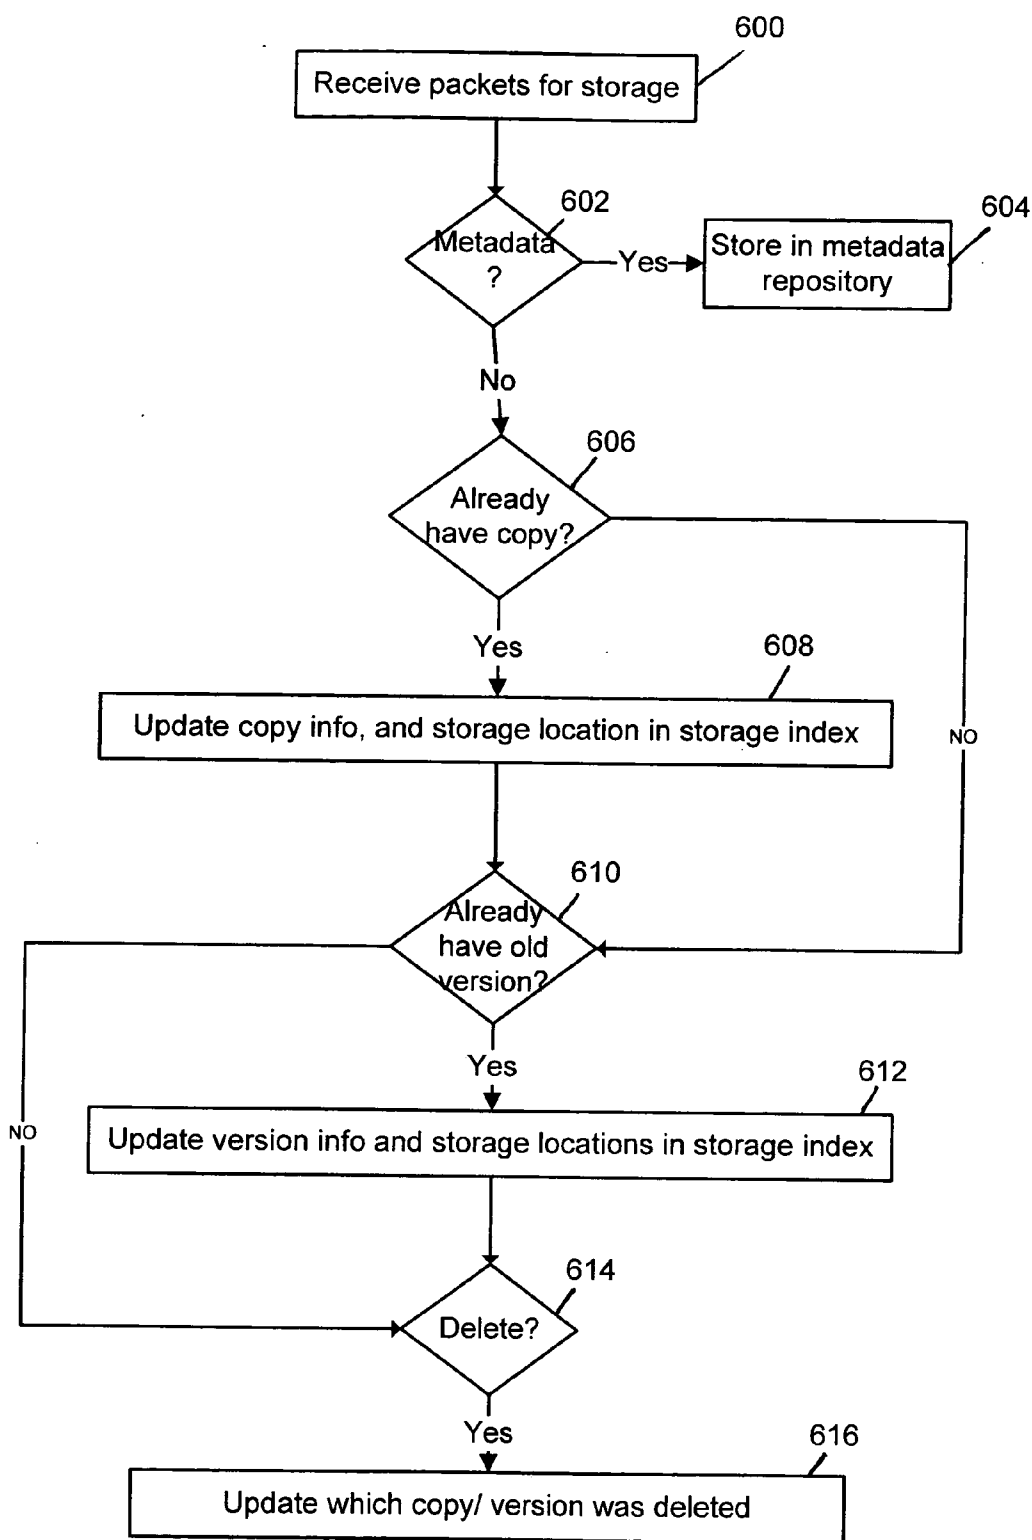 600
Receive packets for storage
602
Metadata
?
Yes
604
Store in metadata
repository
No
606
Already
have copy?
Yes
608
Update copy info, and storage location in storage index
NO
610
Already
have old
version?
Yes
612
NO
Update version info and storage locations in storage index
614
Delete?
Yes
616
Update which copy/ version was deleted